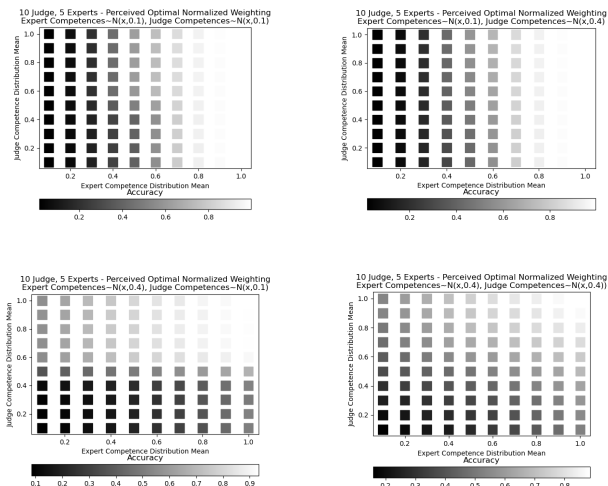 10 Judge, 5 Experts - Perceived Optimal Normalized Weighting
Expert Competences~N(x,0.1), Judge Competences~N(x,0.1)
Judge Competence Distribution Mean
1.0
0.8
0.6
0.4
0.2
0.2 0.4 0.6 0.8 1.0
Expert Competence Distribution Mean
Accuracy
0.2 0.4 0.6 0.8
10 Judge, 5 Experts - Perceived Optimal Normalized Weighting
Expert Competences~N(x,0.1), Judge Competences~N(x,0.4)
Judge Competence Distribution Mean
1.0
0.8
0.6
0.4
0.2
0.2 0.4 0.6 0.8 1.0
Expert Competence Distribution Mean
Accuracy
0.2 0.4 0.6 0.8
10 Judge, 5 Experts - Perceived Optimal Normalized Weighting
Expert Competences~N(x,0.4), Judge Competences~N(x,0.1)
Judge Competence Distribution Mean
1.0
0.8
0.6
0.4
0.2
0.2 0.4 0.6 0.8 1.0
Expert Competence Distribution Mean
Accuracy
0.1 0.2 0.3 0.4 0.5 0.6 0.7 0.8 0.9
10 Judge, 5 Experts - Perceived Optimal Normalized Weighting
Expert Competences~N(x,0.4), Judge Competences~N(x,0.4))
Judge Competence Distribution Mean
1.0
0.8
0.6
0.4
0.2
0.2 0.4 0.6 0.8 1.0
Expert Competence Distribution Mean
Accuracy
0.2 0.3 0.4 0.5 0.6 0.7 0.8